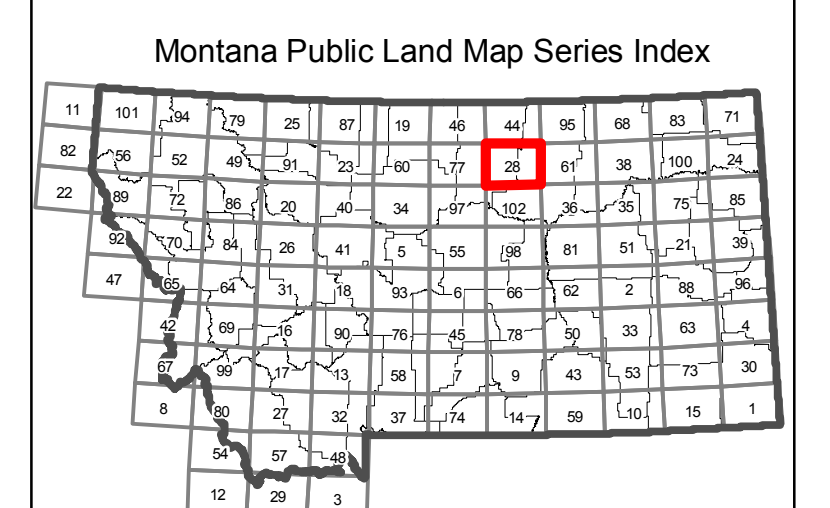 Montana Public Land Map Series Index
11 101 94 79 25 87 19 46 44 95 68 83 71
82 56 52 49 91 23 60 77 28 61 38 100 24
22 89 72 86 20 40 34 97 102 36 35 75 85
92 70 84 26 41 5 55 98 81 51 21 39
47 65 64 31 18 93 6 66 62 2 88 96
42 69 16 90 76 45 78 50 33 63 4
67 99 17 13 58 7 9 43 53 73 30
8 80 27 32 37 74 14 59 10 15 1
54 57 48
12 29 3